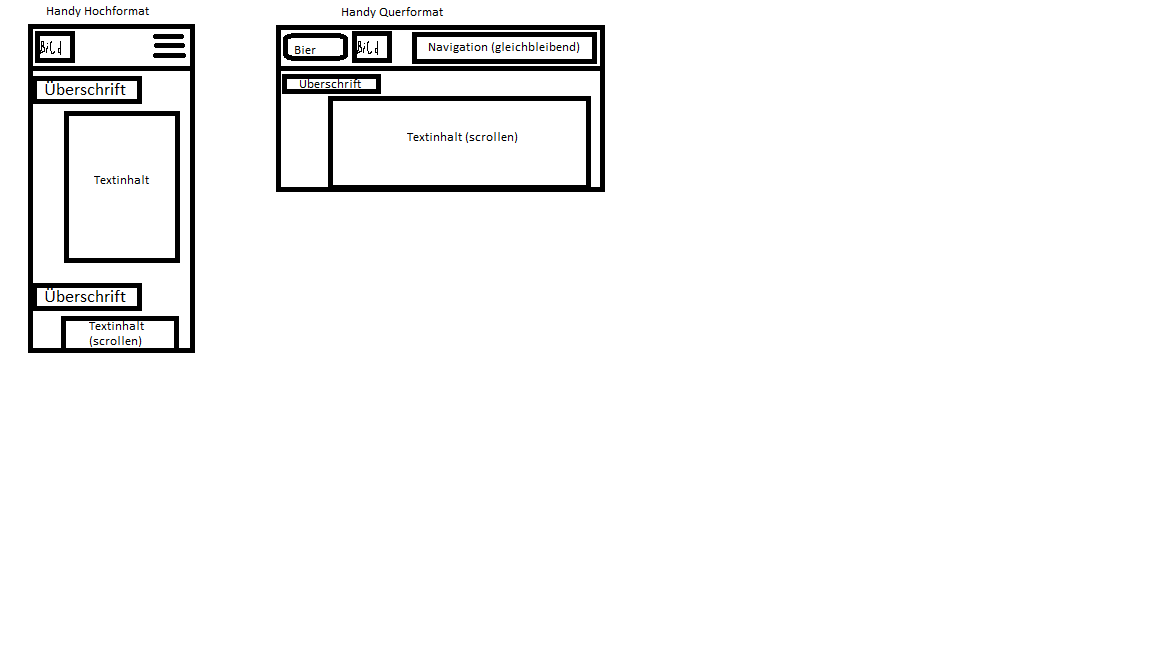 Handy Hochformat
Bild
Überschrift
Textinhalt
Überschrift
Textinhalt
(scrollen)
Handy Querformat
Bier
Bild
Navigation (gleichbleibend)
Überschrift
Textinhalt (scrollen)